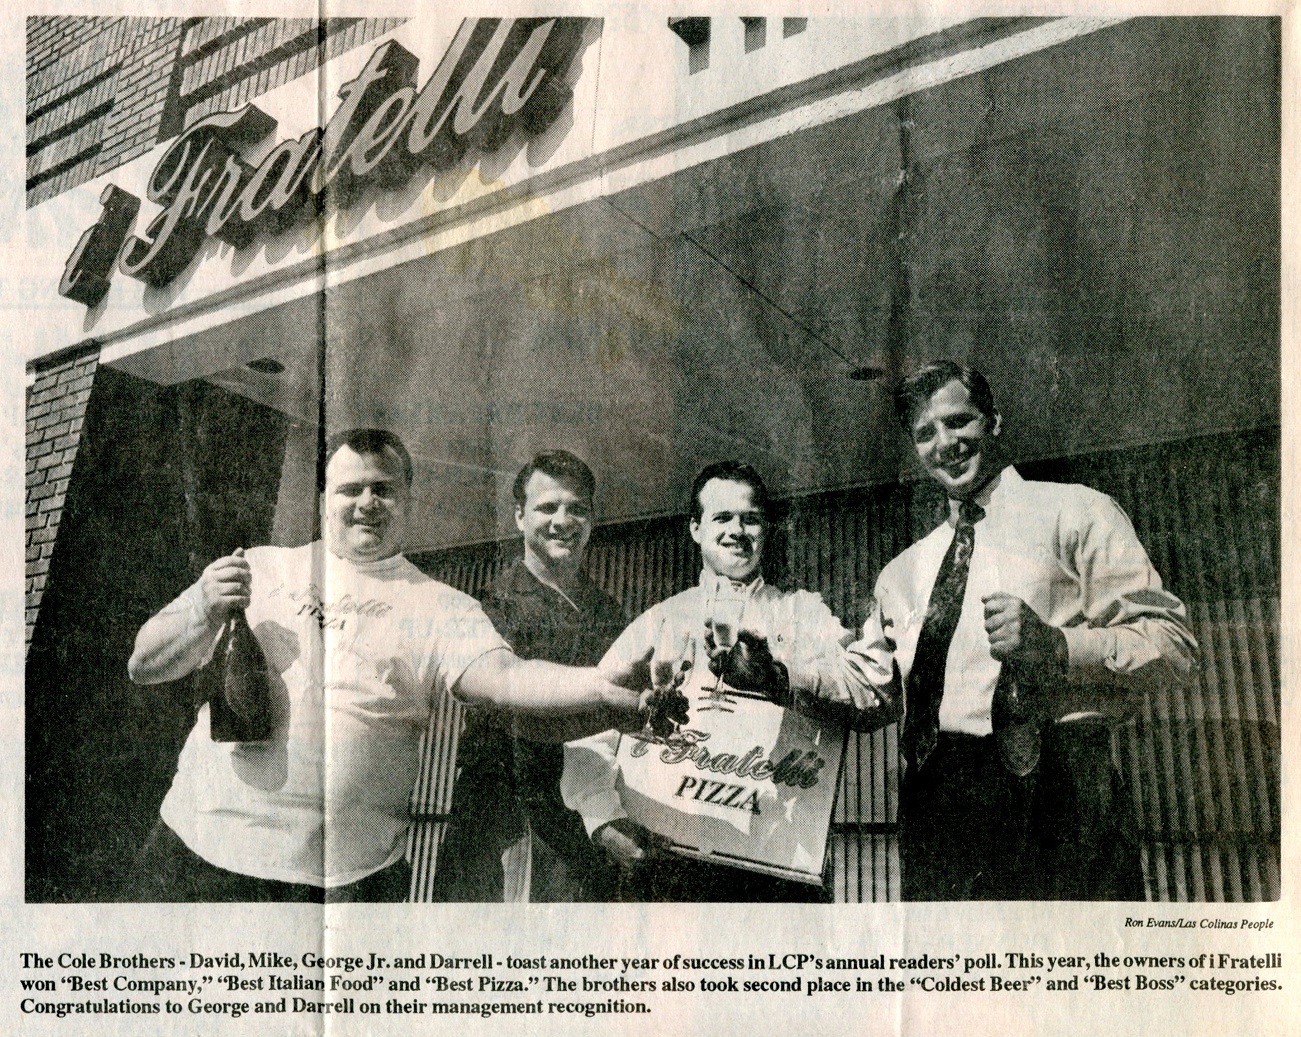 i Fratelli
i Fratelli
PIZZA
i Fratelli
PIZZA
Ron Evans/Las Colinas People
The Cole Brothers - David, Mike, George Jr. and Darrell - toast another year of success in LCP's annual readers' poll. This year, the owners of i Fratelli
won “Best Company,” “Best Italian Food” and “Best Pizza.” The brothers also took second place in the “Coldest Beer” and “Best Boss” categories.
Congratulations to George and Darrell on their management recognition.